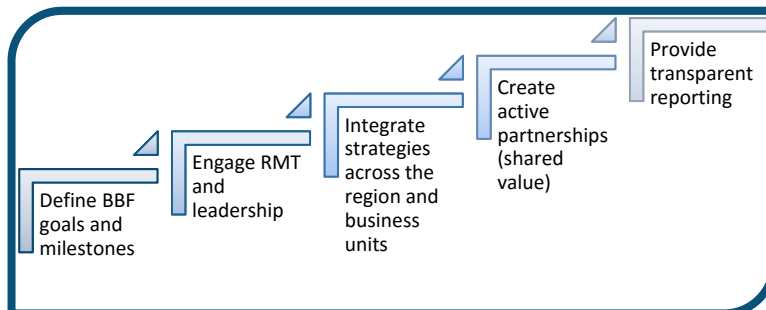 Define BBF
goals and
milestones
Engage RMT
and
leadership
Integrate
strategies
across the
region and
business
units
Create
active
partnerships
(shared
value)
Provide
transparent
reporting